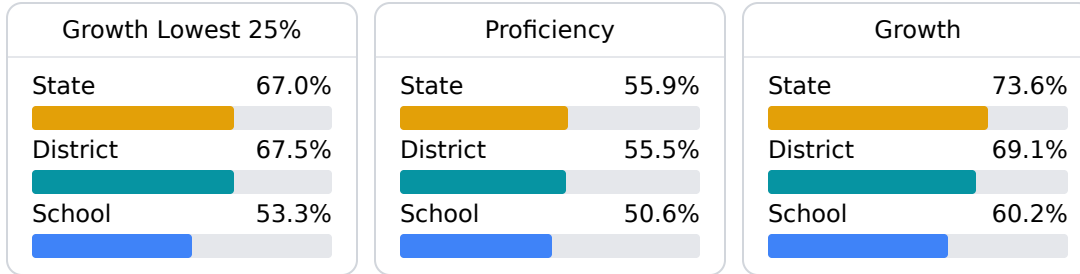 Growth Lowest 25%
State 67.0%
District 67.5%
School 53.3%
Proficiency
State 55.9%
District 55.5%
School 50.6%
Growth
State 73.6%
District 69.1%
School 60.2%